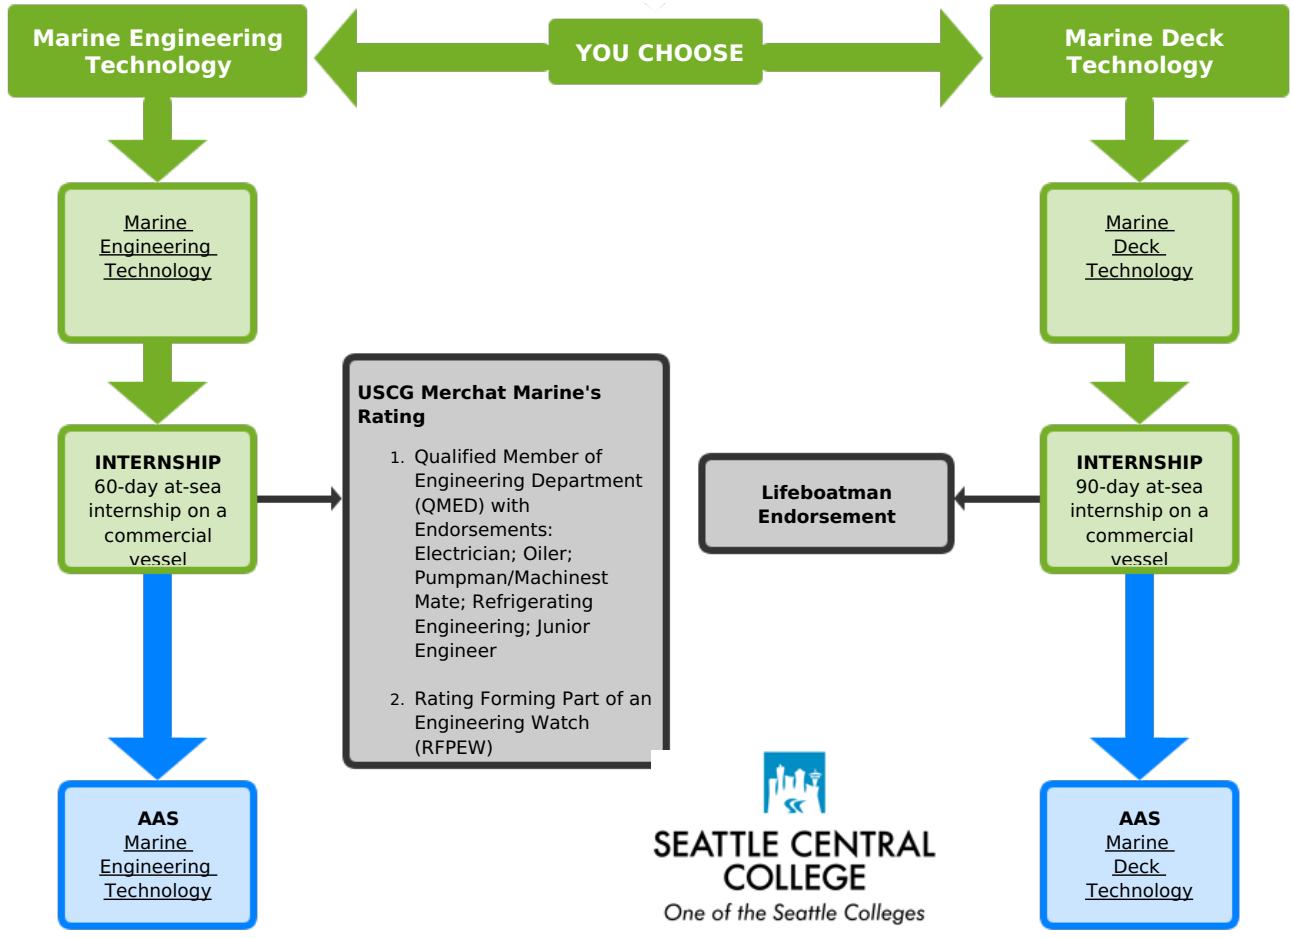 Marine Engineering
Technology
YOU CHOOSE
Marine Deck
Technology
Marine
Engineering
Technology
Marine
Deck
Technology
INTERNSHIP
60-day at-sea
internship on a
commercial
vessel
USCG Merchat Marine's
Rating
1. Qualified Member of
Engineering Department
(QMED) with
Endorsements:
Electrician; Oiler;
Pumpman/Machinest
Mate; Refrigerating
Engineering; Junior
Engineer
2. Rating Forming Part of an
Engineering Watch
(RFPEW)
Lifeboatman
Endorsement
INTERNSHIP
90-day at-sea
internship on a
commercial
vessel
AAS
Marine
Engineering
Technology
SEATTLE CENTRAL
COLLEGE
One of the Seattle Colleges
AAS
Marine
Deck
Technology